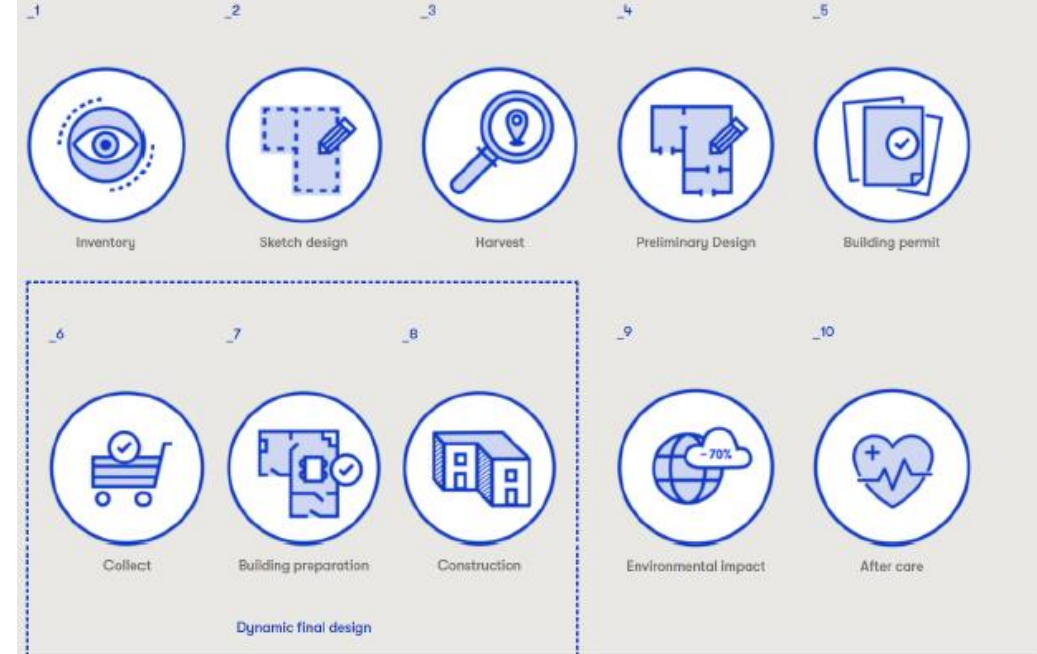 _1
_2
_3
_4
_5
Inventory
Sketch design
Harvest
Preliminary Design
Building permit
_6
_7
_8
_9
_10
-70%
Collect
Building preparation
Construction
Environmental impact
After care
Dynamic final design